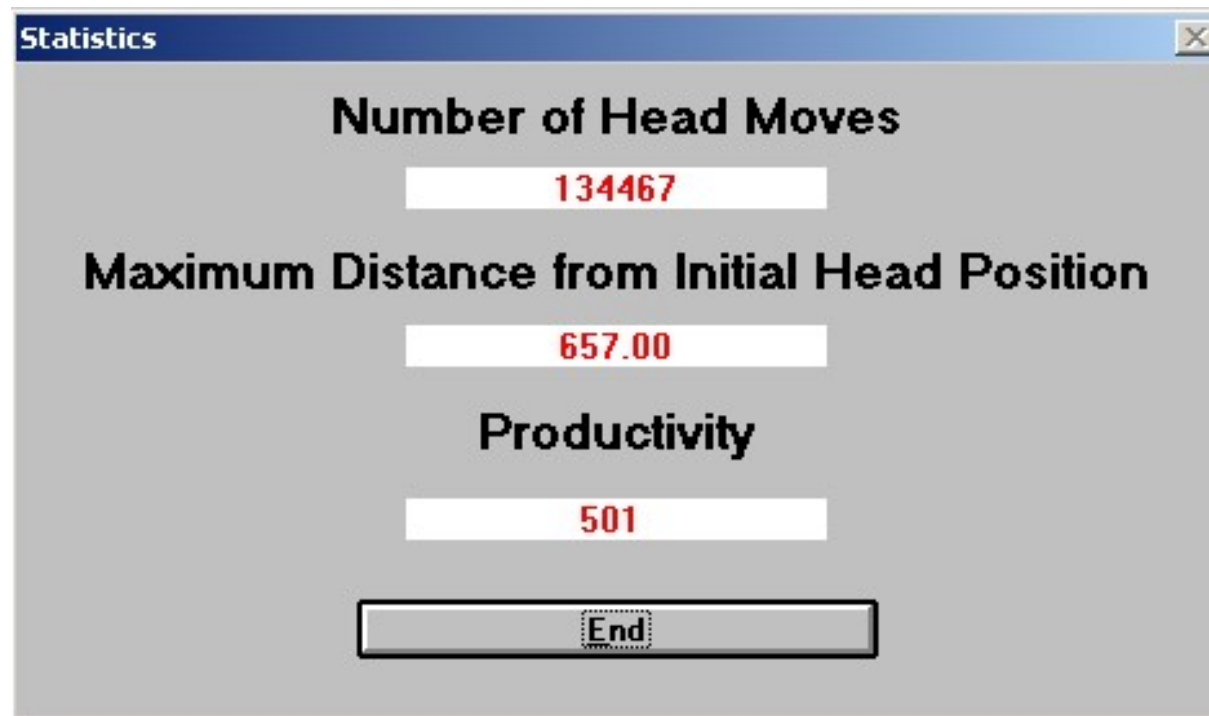 Statistics
Number of Head Moves
134467
Maximum Distance from Initial Head Position
657.00
Productivity
501
End